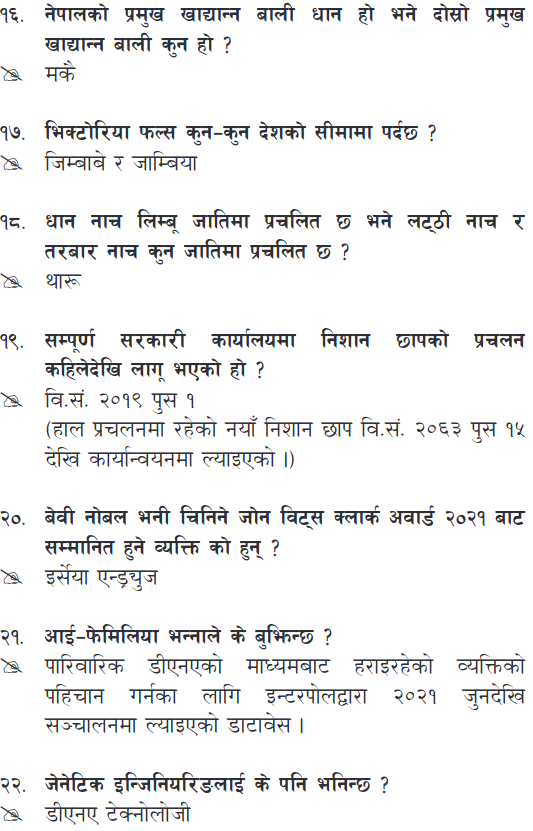 १६. नेपालको प्रमुख खाद्यान्न बाली धान हो भने दोस्रो प्रमुख
खाद्यान्न बाली कुन हो ?
मकै
१७. भिक्टोरिया फल्स कुन-कुन देशको सीमामा पर्दछ ?
जिम्बाबे र जाम्बिया
१८. धान नाच लिम्बू जातिमा प्रचलित छ भने लट्ठी नाच र
तरबार नाच कुन जातिमा प्रचलित छ ?
थारू
१९. सम्पूर्ण सरकारी कार्यालयमा निशान छापको प्रचलन
कहिलेदेखि लागू भएको हो ?
वि.सं. २०१९ पुस १
(हाल प्रचलनमा रहेको नयाँ निशान छाप वि.सं. २०६३ पुस १५
देखि कार्यान्वयनमा ल्याइएको ।)
२०. बेवी नोबल भनी चिनिने जोन विट्स क्लार्क अवार्ड २०२१ बाट
सम्मानित हुने व्यक्ति को हुन् ?
इर्सेया एन्ड्र्युज
२१. आई-फेमिलिया भन्नाले के बुझिन्छ ?
पारिवारिक डीएनएको माध्यमबाट हराइरहेको व्यक्तिको
पहिचान गर्नका लागि इन्टरपोलद्वारा २०२१ जुनदेखि
सञ्चालनमा ल्याइएको डाटावेस ।
२२. जेनेटिक इन्जिनियरिङलाई के पनि भनिन्छ ?
डीएनए टेक्नोलोजी